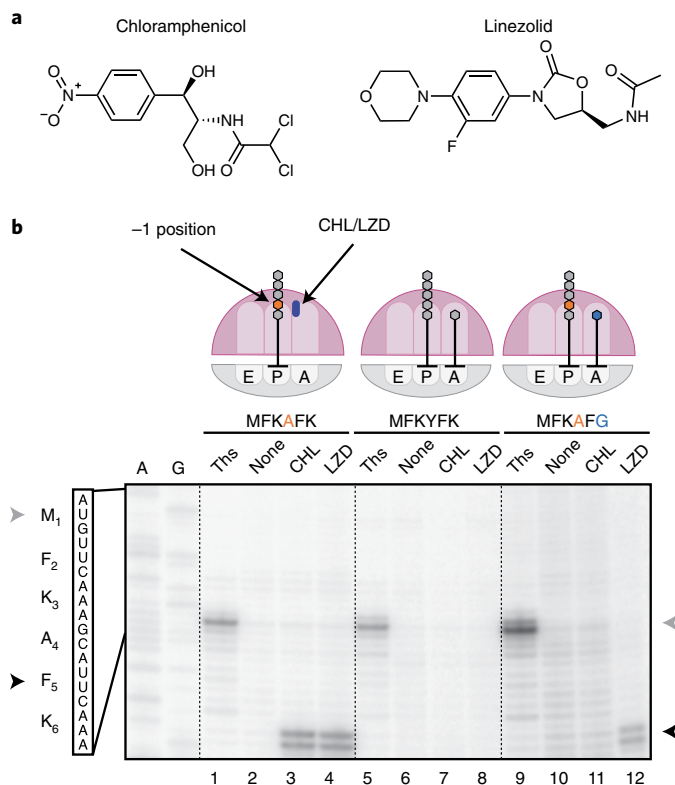 a
Chloramphenicol
Linezolid
O
N
+
−O
OH
NH
OH
O
Cl
Cl
O
N
F
N
O
O
O
NH
b
−1 position
CHL/LZD
E P A
E P A
E P A
MFKAFK
MFKYFK
MFKAFG
A G Ths None CHL LZD Ths None CHL LZD Ths None CHL LZD
M1
F2
K3
A4
F5
K6
A
U
G
U
U
C
A
A
A
G
C
A
U
U
C
A
A
A
1 2 3 4 5 6 7 8 9 10 11 12